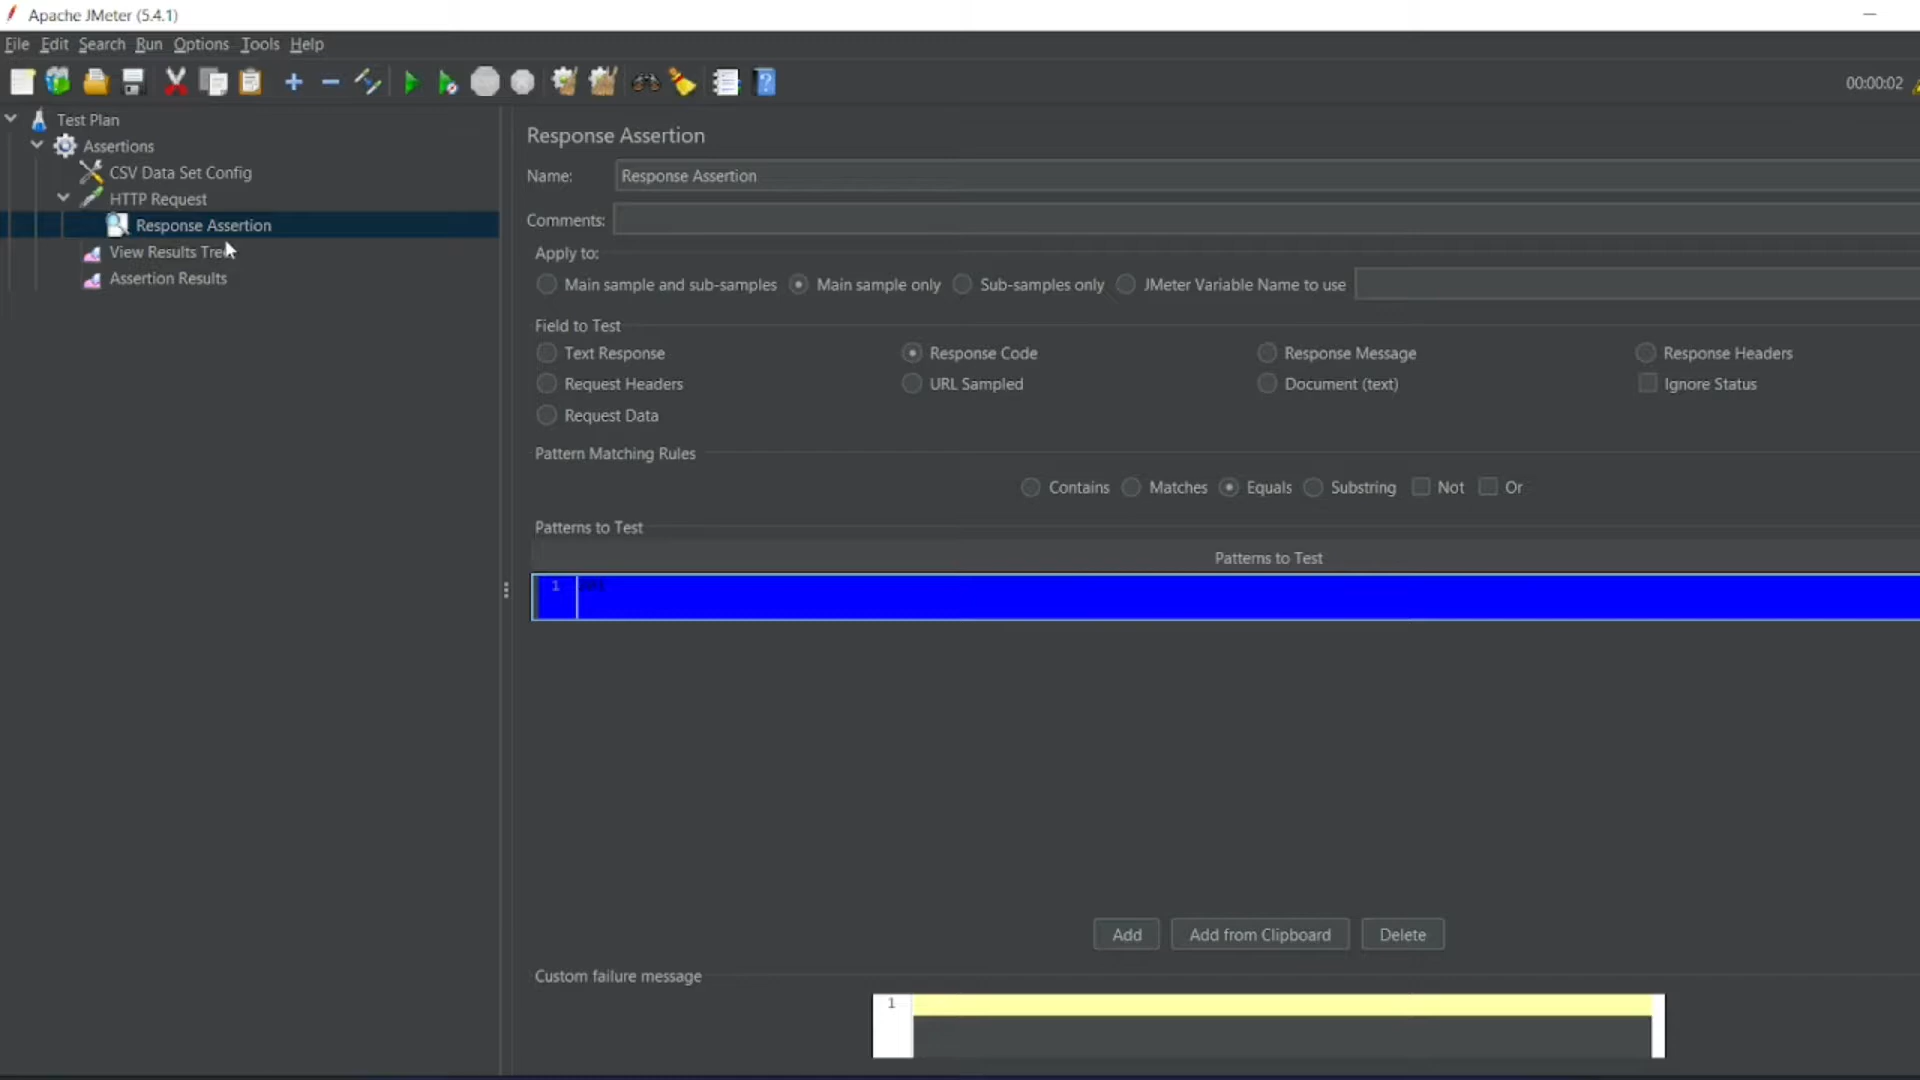 Apache JMeter (5.4.1)
File Edit Search Run Options Tools Help
00:00:02
Test Plan
Assertions
CSV Data Set Config
HTTP Request
Response Assertion
View Results Tree
Assertion Results
Response Assertion
Name: Response Assertion
Comments:
Apply to:
Main sample and sub-samples Main sample only Sub-samples only JMeter Variable Name to use
Field to Test
Text Response Response Code Response Message Response Headers
Request Headers URL Sampled Document (text) Ignore Status
Request Data
Pattern Matching Rules
Contains Matches Equals Substring Not Or
Patterns to Test
Patterns to Test
1
Add Add from Clipboard Delete
Custom failure message
1